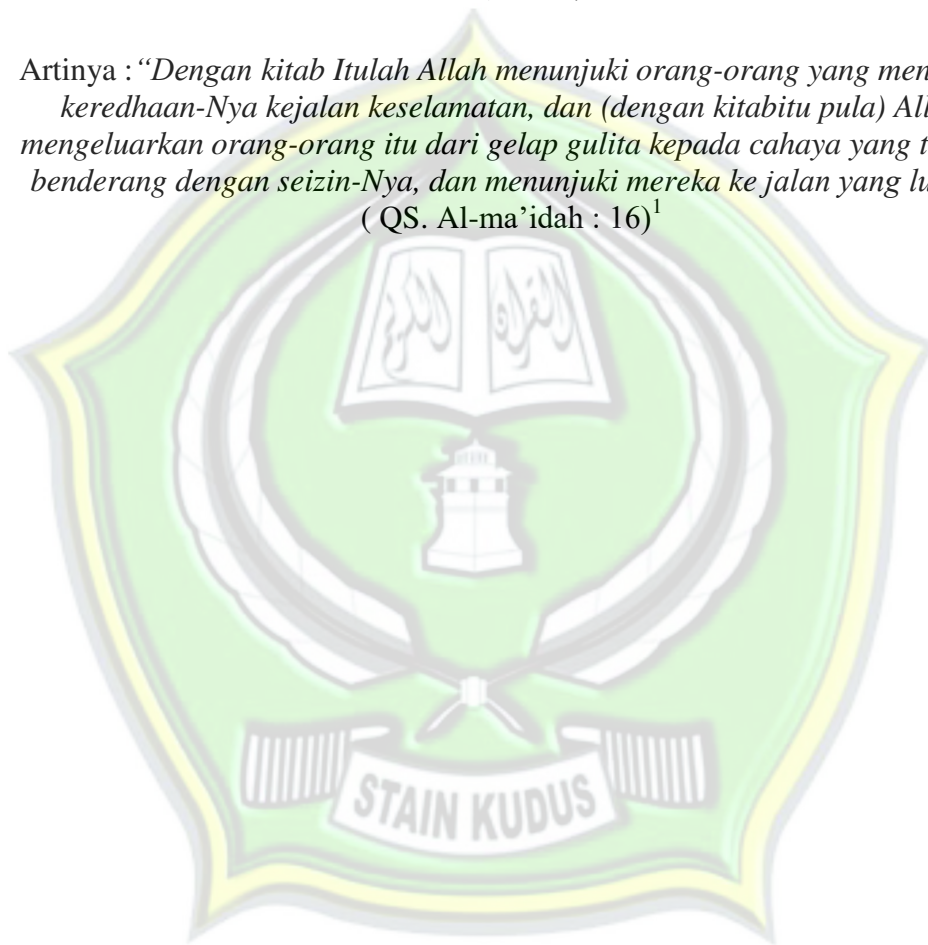 Artinya : “Dengan kitab Itulah Allah menunjuki orang-orang yang men
keredhaan-Nya kejalan keselamatan, dan (dengan kitabitu pula) All
mengeluarkan orang-orang itu dari gelap gulita kepada cahaya yang t
benderang dengan seizin-Nya, dan menunjuki mereka ke jalan yang lu
( QS. Al-ma’idah : 16)1
القرآن
الكريم
STAIN KUDUS